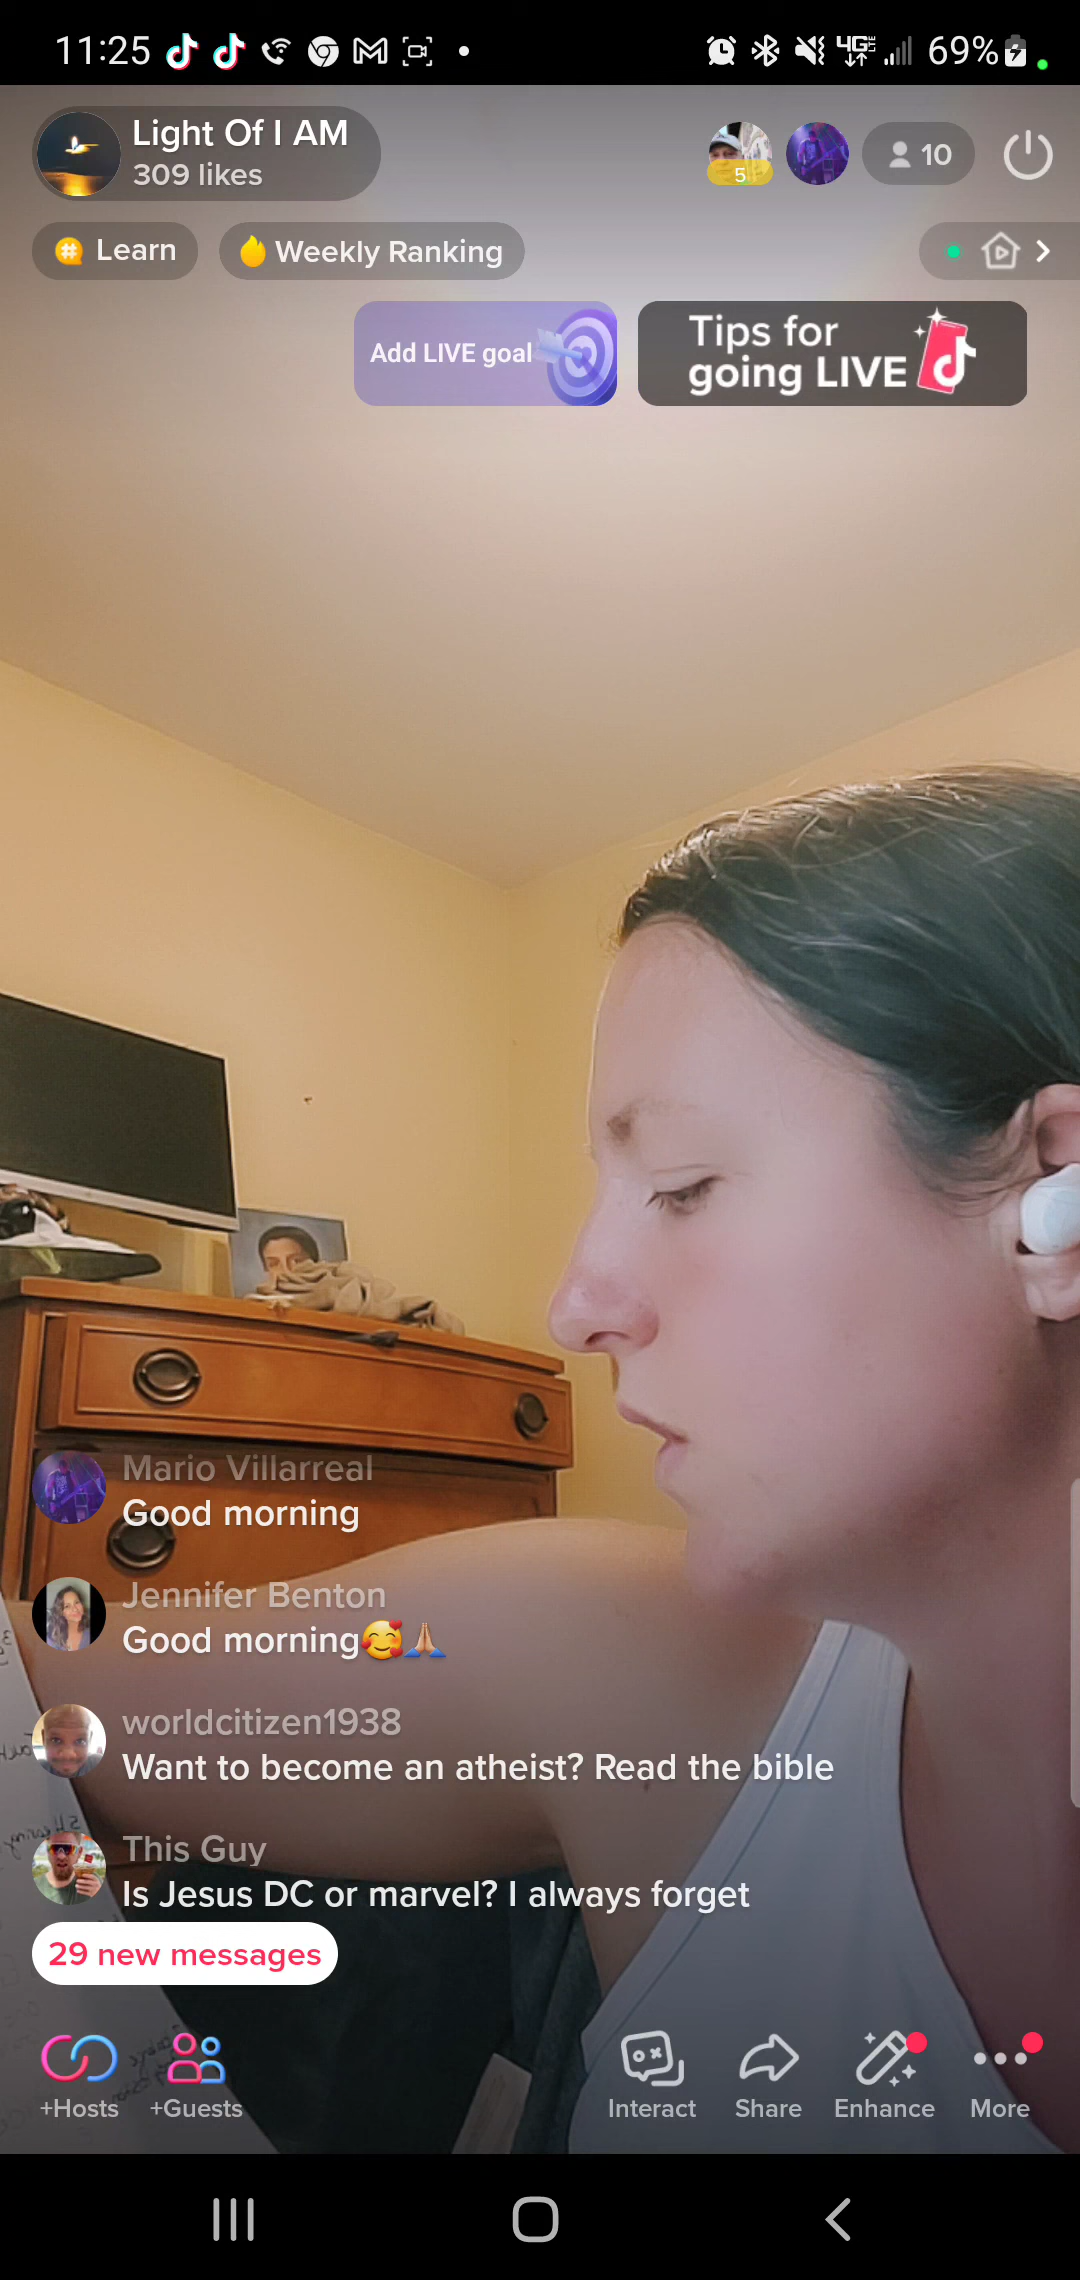 11:25 4G LTE 69%
Light Of I AM
309 likes
5
10
Learn
Weekly Ranking
Add LIVE goal
Tips for
going LIVE
Mario Villarreal
Good morning
Jennifer Benton
Good morning🥰🙏🏽
worldcitizen1938
Want to become an atheist? Read the bible
This Guy
Is Jesus DC or marvel? I always forget
29 new messages
+Hosts +Guests Interact Share Enhance More